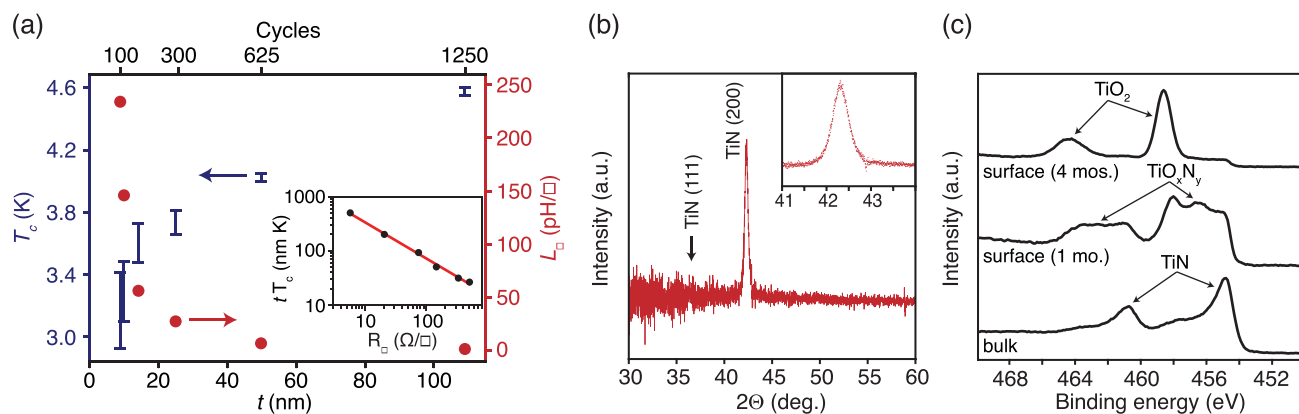 (a)
Cycles
100 300 625 1250
4.6
4.2
3.8
3.4
3.0
T_c (K)
250
200
150
100
50
0
L_□ (pH/□)
0 20 40 60 80 100
t (nm)
1000
100
10
t T_c (nm K)
10 100
R_□ (Ω/□)
(b)
Intensity (a.u.)
TiN (111)
TiN (200)
41 42 43
30 35 40 45 50 55 60
2Θ (deg.)
(c)
Intensity (a.u.)
TiO₂
surface (4 mos.)
TiOₓNᵧ
surface (1 mo.)
TiN
bulk
468 464 460 456 452
Binding energy (eV)